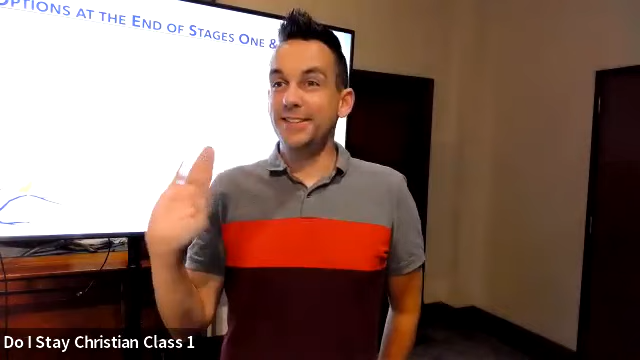 OPTIONS AT THE END OF STAGES ONE &
Do I Stay Christian Class 1